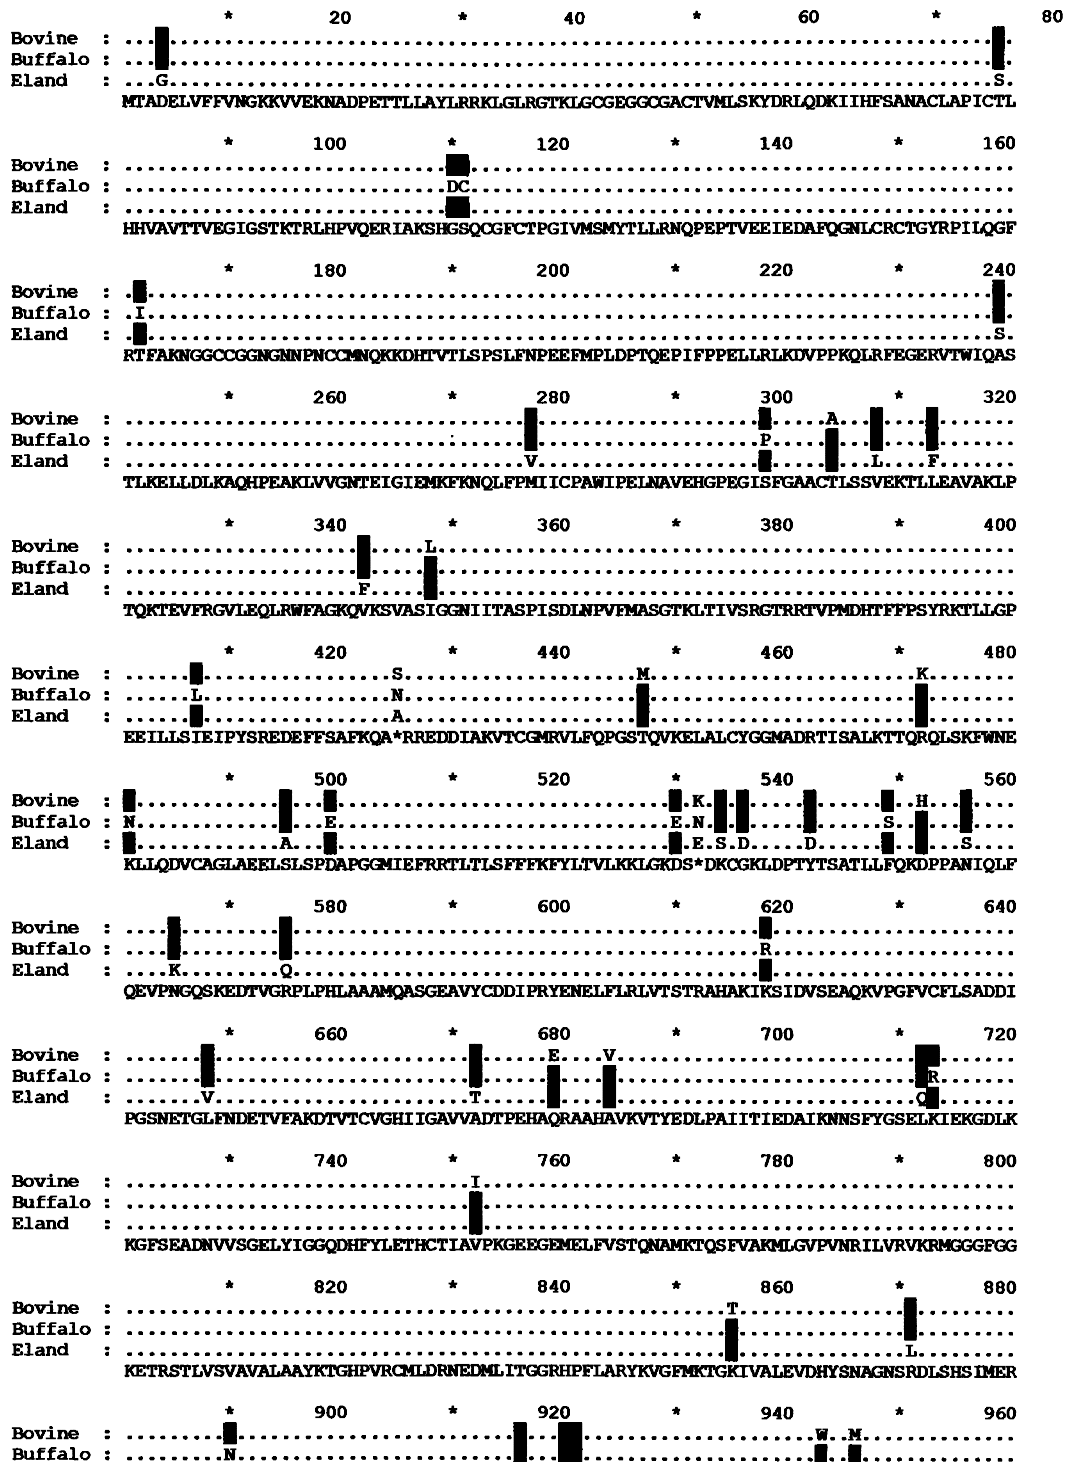 * 20 * 40 * 60 * 80
Bovine :
Buffalo :
Eland : G S
MTADELVFFVNGKKVVEKNADPETTLLAYLRRKLGLRGTKLGCGEGGCGACTVMLSKYDRLQDKIIHFSANACLAPICTL
* 100 * 120 * 140 * 160
Bovine :
Buffalo : DC
Eland :
HHVAVTTVEGIGSTKTRLHPVQERIAKSHGSQCGFCTPGIVMSMYTLLRNQPEPTVEEIEDAFQGNLCRCTGYRPILQGF
* 180 * 200 * 220 * 240
Bovine :
Buffalo : I
Eland : S
RTFAKNGGCCGGNGNNPNCCMNQKKDHTVTLSPSLFNPEEFMPLDPTQEPIFPPELLRLKDVPPKQLRFEGERVTWIQAS
* 260 * 280 * 300 * 320
Bovine : A
Buffalo : P
Eland : V L F
TLKELLDLKAQHPEAKLVVGNTEIGIEMKFKNQLFPMIICPAWIPELNAVEHGPEGISFGAACTLSSVEKTLLEAVAKLP
* 340 * 360 * 380 * 400
Bovine : L
Buffalo :
Eland : F
TQKTEVFRGVLEQLRWFAGKQVKSVASIGGNIITASPISDLNPVFMASGTKLTIVSRGTRRTVPMDHTFFPSYRKTLLGP
* 420 * 440 * 460 * 480
Bovine : S M K
Buffalo : L N
Eland : A
EEILLSIEIPYSREDEFFSAFKQA*RREDDIAKVTCGMRVLFQPGSTQVKELALCYGGMADRTISALKTTQRQLSKFWNE
* 500 * 520 * 540 * 560
Bovine : K H
Buffalo : N E E N S
Eland : A E S D D S
KLLQDVCAGLAEELSLSPDAPGGMIEFRRTLTLSFFFKFYLTVLKKLGKDS*DKCGKLDPTYTSATLLFQKDPPANIQLF
* 580 * 600 * 620 * 640
Bovine :
Buffalo : R
Eland : K Q
QEVPNGQSKEDTVGRPLPHLAAAMQASGEAVYCDDIPRYENELFLRLVTSTRAHAKIKSIDVSEAQKVPGFVCFLSADDI
* 660 * 680 * 700 * 720
Bovine : E V
Buffalo : R
Eland : V T Q
PGSNETGLFNDETVFAKDTVTCVGHIIGAVVADTPEHAQRAAHAVKVTYEDLPAIITIEDAIKNNSFYGSELKIEKGDLK
* 740 * 760 * 780 * 800
Bovine : I
Buffalo :
Eland :
KGFSEADNVVSGELYIGGQDHFYLETHCTIAVPKGEEGEMELFVSTQNAMKTQSFVAKMLGVPVNRILVRVKRMGGGFGG
* 820 * 840 * 860 * 880
Bovine : T
Buffalo :
Eland : L
KETRSTLVSVAVALAAYKTGHPVRCMLDRNEDMLITGGRHPFLARYKVGFMKTGKIVALEVDHYSNAGNSRDLSHSIMER
* 900 * 920 * 940 * 960
Bovine : W M
Buffalo : N